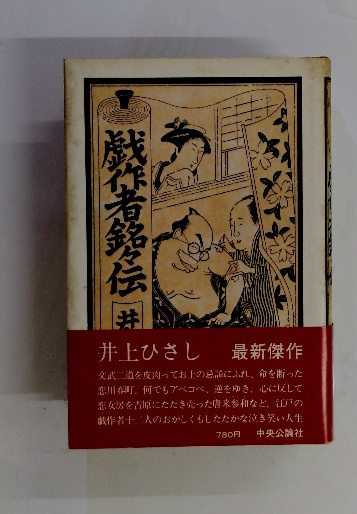 戯作者銘々伝
井
井上ひさし 最新傑作
文武二道を皮肉ってお上の忌諱にふれ、命を断った
恋川春町、何でもアベコベ、逆をゆき、心に反して
恋女房を吉原にたたき売った唐来参和など、江戸の
戯作者十二人のおかしくもしたたかな泣き笑い人生
780円 中央公論社